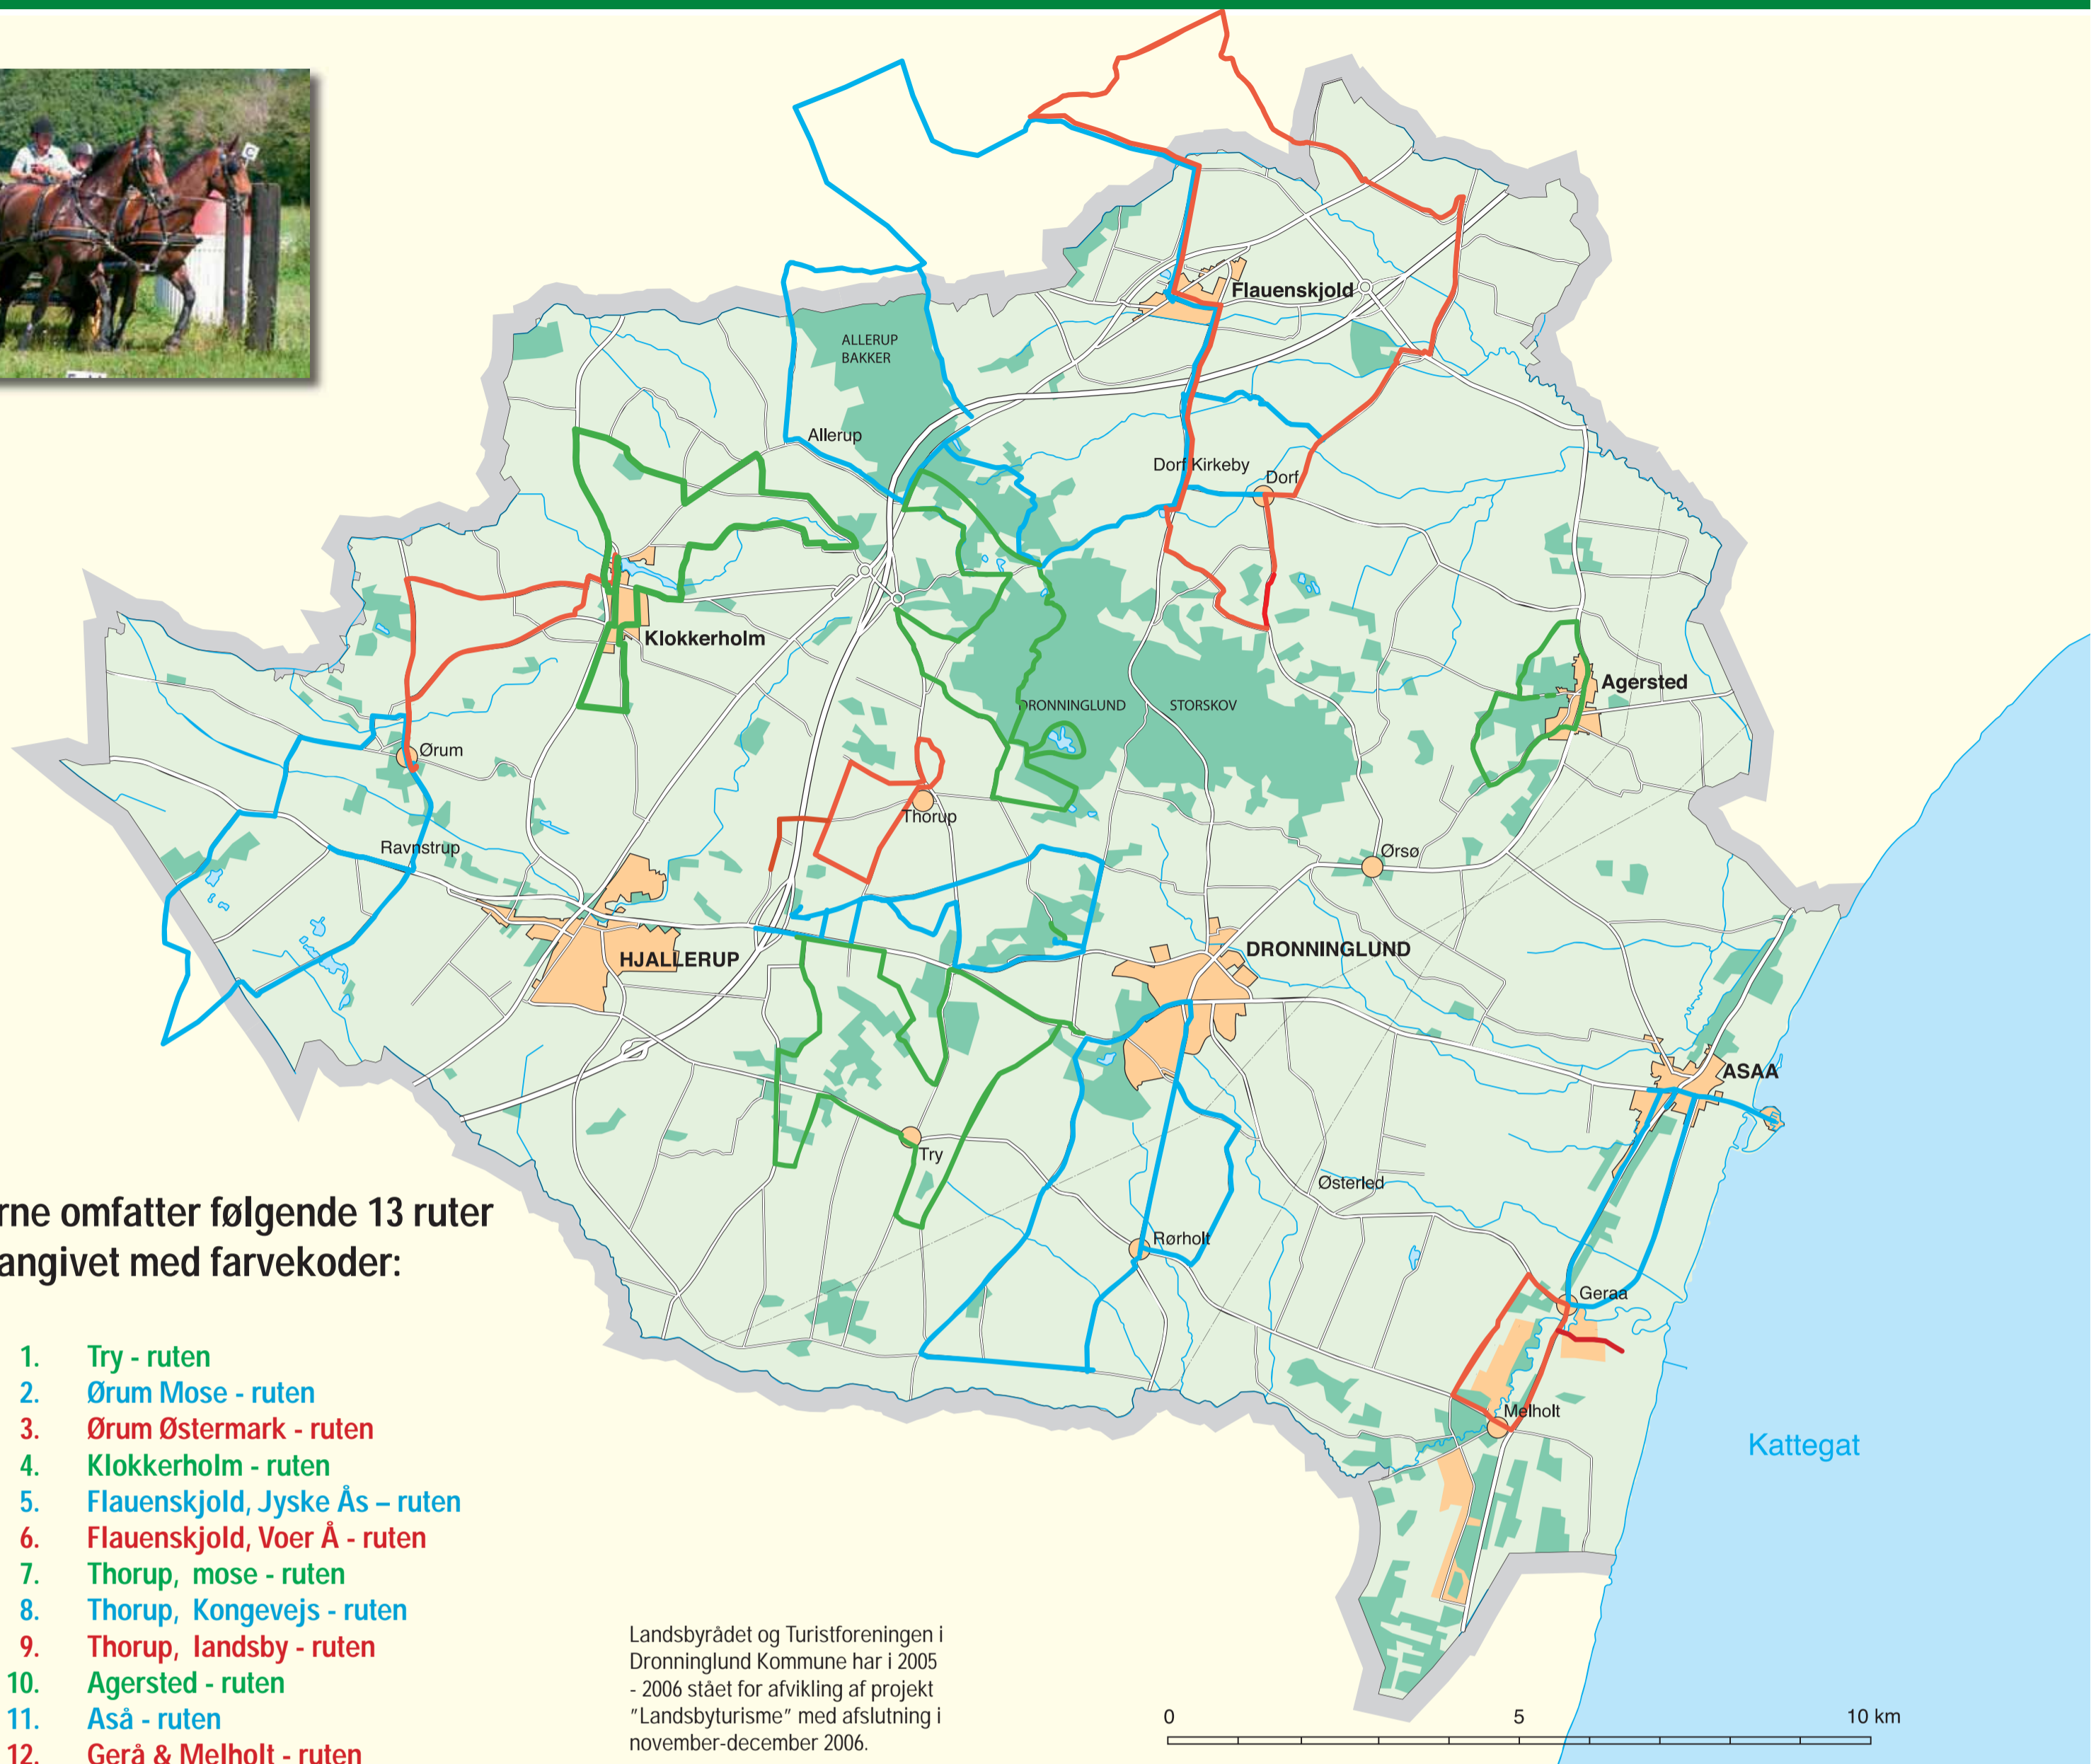 ALLERUP
BAKKER
Flauenskjold
Allerup
Dorf Kirkeby
Dorf
Klokkerholm
DRONNINGLUND
STORSKOV
Agersted
Ørum
Thorup
Ravnstrup
Ørsø
HJALLERUP
DRONNINGLUND
ASAA
Try
Østerled
Rørholt
Geraa
Melholt
Kattegat
rne omfatter følgende 13 ruter
angivet med farvekoder:
1. Try - ruten
2. Ørum Mose - ruten
3. Ørum Østermark - ruten
4. Klokkerholm - ruten
5. Flauenskjold, Jyske Ås – ruten
6. Flauenskjold, Voer Å - ruten
7. Thorup, mose - ruten
8. Thorup, Kongevejs - ruten
9. Thorup, landsby - ruten
10. Agersted - ruten
11. Aså - ruten
12. Gerå & Melholt - ruten
Landsbyrådet og Turistforeningen i
Dronninglund Kommune har i 2005
- 2006 stået for afvikling af projekt
"Landsbyturisme" med afslutning i
november-december 2006.
0 5 10 km
C